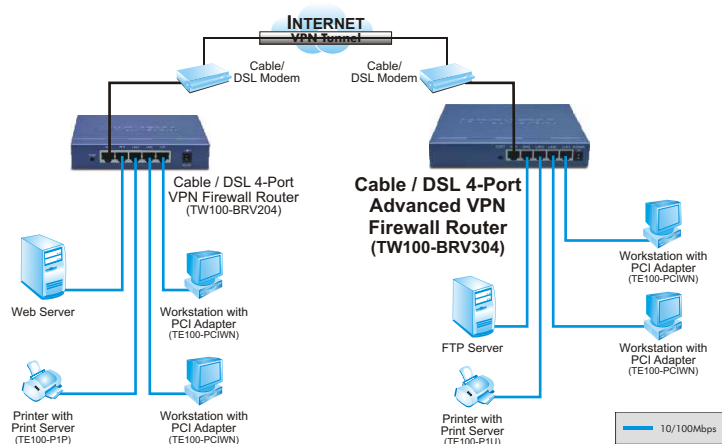 INTERNET
VPN Tunnel
Cable/
DSL Modem
Cable/
DSL Modem
Cable / DSL 4-Port
VPN Firewall Router
(TW100-BRV204)
Cable / DSL 4-Port
Advanced VPN
Firewall Router
(TW100-BRV304)
Web Server
Workstation with
PCI Adapter
(TE100-PCIWN)
Workstation with
PCI Adapter
(TE100-PCIWN)
FTP Server
Workstation with
PCI Adapter
(TE100-PCIWN)
Printer with
Print Server
(TE100-P1P)
Workstation with
PCI Adapter
(TE100-PCIWN)
Printer with
Print Server
(TE100-P1U)
10/100Mbps